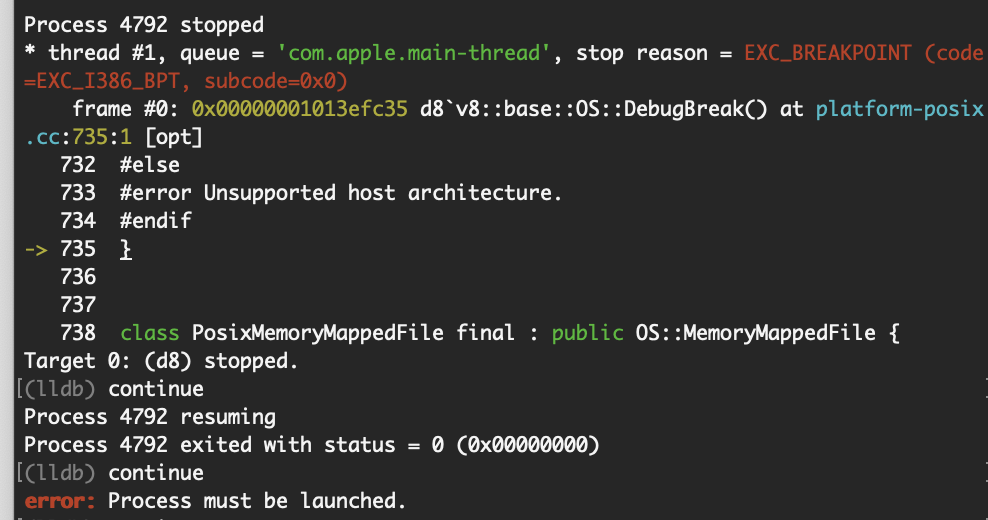 Process 4792 stopped
* thread #1, queue = 'com.apple.main-thread', stop reason = EXC_BREAKPOINT (code
=EXC_I386_BPT, subcode=0x0)
    frame #0: 0x00000001013efc35 d8`v8::base::OS::DebugBreak() at platform-posix
.cc:735:1 [opt]
   732  #else
   733  #error Unsupported host architecture.
   734  #endif
-> 735  }
   736
   737
   738  class PosixMemoryMappedFile final : public OS::MemoryMappedFile {
Target 0: (d8) stopped.
[(lldb) continue
Process 4792 resuming
Process 4792 exited with status = 0 (0x00000000)
[(lldb) continue
error: Process must be launched.